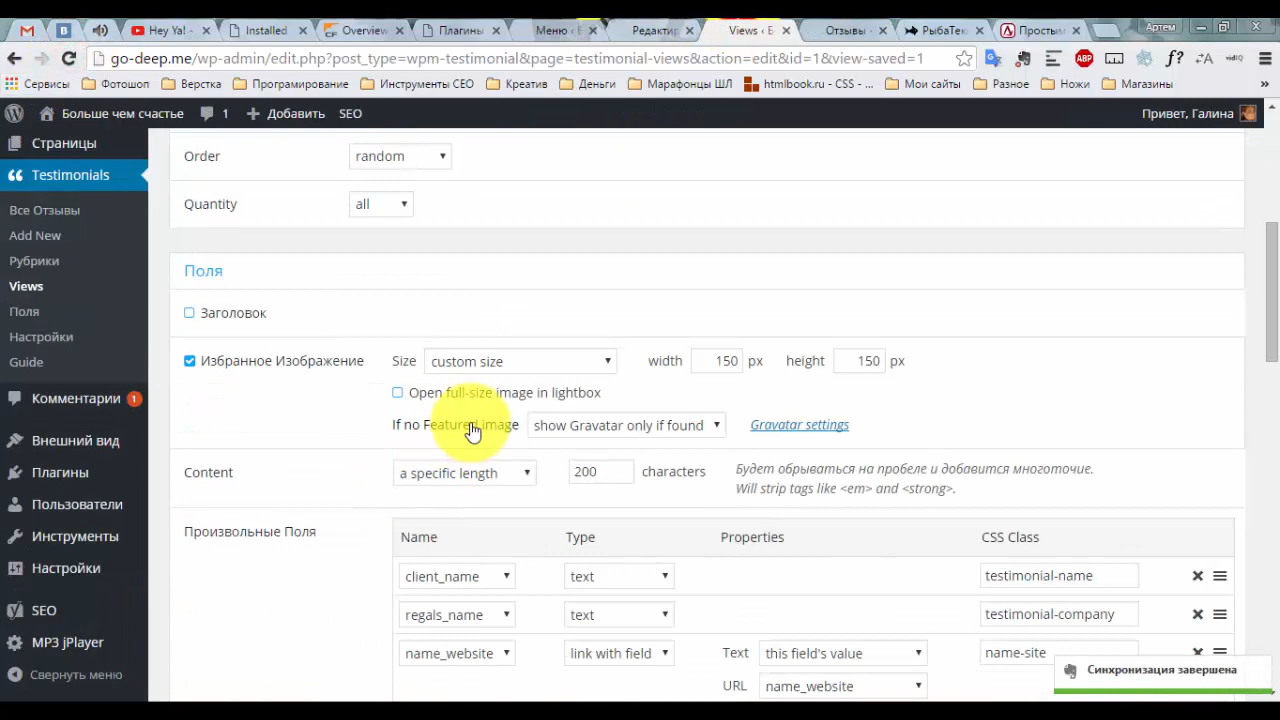 Hey Ya! -
Installed
Overview
Плагины
Меню ‹ Б
Редактир
Views ‹ Б
Отзывы -
РыбаТек
Простым
Артем
go-deep.me/wp-admin/edit.php?post_type=wpm-testimonial&page=testimonial-views&action=edit&id=1&view-saved=1
Сервисы Фотошоп Верстка Програмирование Инструменты СЕО Креатив Деньги Марафонцы ШЛ htmlbook.ru - CSS - ... Мои сайты Разное Ножи Магазины »
Больше чем счастье 1 Добавить SEO Привет, Галина
Страницы
Testimonials
Все Отзывы
Add New
Рубрики
Views
Поля
Настройки
Guide
Комментарии 1
Внешний вид
Плагины
Пользователи
Инструменты
Настройки
SEO
MP3 jPlayer
Свернуть меню
Order random
Quantity all
Поля
Заголовок
Избранное Изображение Size custom size width 150 px height 150 px
Open full-size image in lightbox
If no Featured image show Gravatar only if found Gravatar settings
Content a specific length 200 characters Будет обрываться на пробеле и добавится многоточие.
Will strip tags like <em> and <strong>.
Произвольные Поля
Name Type Properties CSS Class
client_name text testimonial-name
regals_name text testimonial-company
name_website link with field Text this field's value name-site
URL name_website
Синхронизация завершена